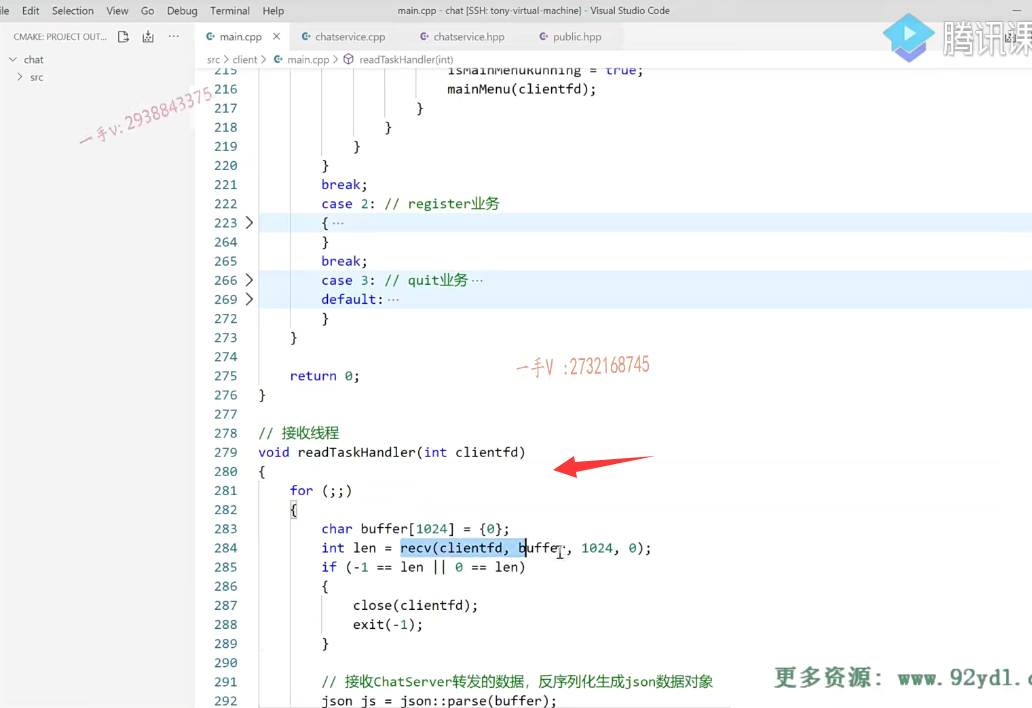 File Edit Selection View Go Debug Terminal Help main.cpp - chat [SSH: tony-virtual-machine] - Visual Studio Code
CMAKE: PROJECT OUT... ··· main.cpp × chatservice.cpp chatservice.hpp public.hpp
腾讯课
chat
src
src > client > main.cpp > readTaskHandler(int)
一手V: 2938843375
215 isMainMenuRunning = true;
216 mainMenu(clientfd);
217 }
218 }
219 }
220 }
221 break;
222 case 2: // register业务
223 { ···
264 }
265 break;
266 case 3: // quit业务 ···
269 default: ···
272 }
273 }
274
275 return 0;
276 }
277
278 // 接收线程
279 void readTaskHandler(int clientfd)
280 {
281 for (;;)
282 {
283 char buffer[1024] = {0};
284 int len = recv(clientfd, buffer, 1024, 0);
285 if (-1 == len || 0 == len)
286 {
287 close(clientfd);
288 exit(-1);
289 }
290
291 // 接收ChatServer转发的数据，反序列化生成json数据对象
292 json js = json::parse(buffer);
一手V :2732168745
更多资源: www.92ydl.c